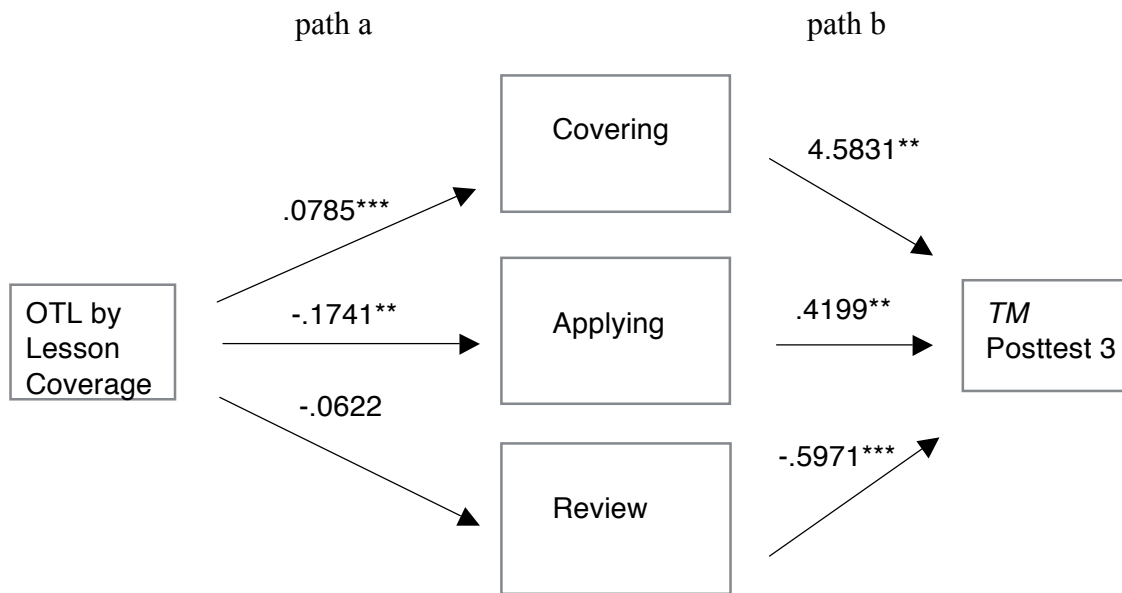 path a
path b
Covering
4.5831**
.0785***
OTL by
Lesson
Coverage
-.1741**
Applying
.4199**
TM
Posttest 3
-.0622
-.5971***
Review